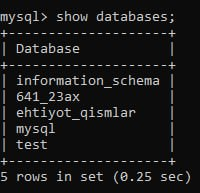 mysql> show databases;
+--------------------+
| Database           |
+--------------------+
| information_schema |
| 641_23ax           |
| ehtiyot_qismlar    |
| mysql              |
| test               |
+--------------------+
5 rows in set (0.25 sec)